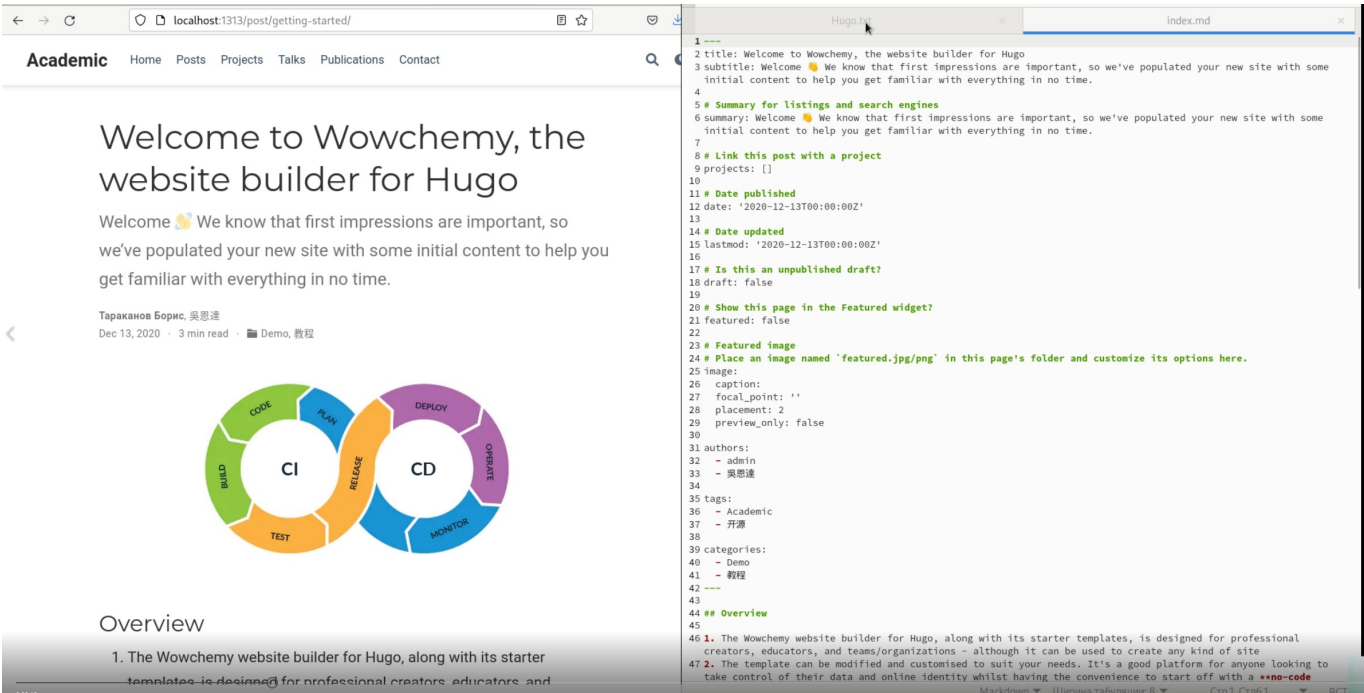 localhost:1313/post/getting-started/
Academic Home Posts Projects Talks Publications Contact
Welcome to Wowchemy, the
website builder for Hugo
Welcome 👋 We know that first impressions are important, so
we've populated your new site with some initial content to help you
get familiar with everything in no time.
Тараканов Борис, 吳恩達
Dec 13, 2020 · 3 min read · Demo, 教程
CODE
PLAN
BUILD
CI
TEST
RELEASE
DEPLOY
OPERATE
CD
MONITOR
Overview
1. The Wowchemy website builder for Hugo, along with its starter
templates, is designed for professional creators, educators, and
Hugo.txt
index.md
1 ---
2 title: Welcome to Wowchemy, the website builder for Hugo
3 subtitle: Welcome 👋 We know that first impressions are important, so we've populated your new site with some
initial content to help you get familiar with everything in no time.
4
5 # Summary for listings and search engines
6 summary: Welcome 👋 We know that first impressions are important, so we've populated your new site with some
initial content to help you get familiar with everything in no time.
7
8 # Link this post with a project
9 projects: []
10
11 # Date published
12 date: '2020-12-13T00:00:00Z'
13
14 # Date updated
15 lastmod: '2020-12-13T00:00:00Z'
16
17 # Is this an unpublished draft?
18 draft: false
19
20 # Show this page in the Featured widget?
21 featured: false
22
23 # Featured image
24 # Place an image named `featured.jpg/png` in this page's folder and customize its options here.
25 image:
26   caption:
27   focal_point: ''
28   placement: 2
29   preview_only: false
30
31 authors:
32   - admin
33   - 吳恩達
34
35 tags:
36   - Academic
37   - 开源
38
39 categories:
40   - Demo
41   - 教程
42 ---
43
44 ## Overview
45
46 1. The Wowchemy website builder for Hugo, along with its starter templates, is designed for professional
creators, educators, and teams/organizations - although it can be used to create any kind of site
47 2. The template can be modified and customised to suit your needs. It's a good platform for anyone looking to
take control of their data and online identity whilst having the convenience to start off with a **no-code
Markdown Ширина табуляции: 8 Стр1, Стл61 ВСТ